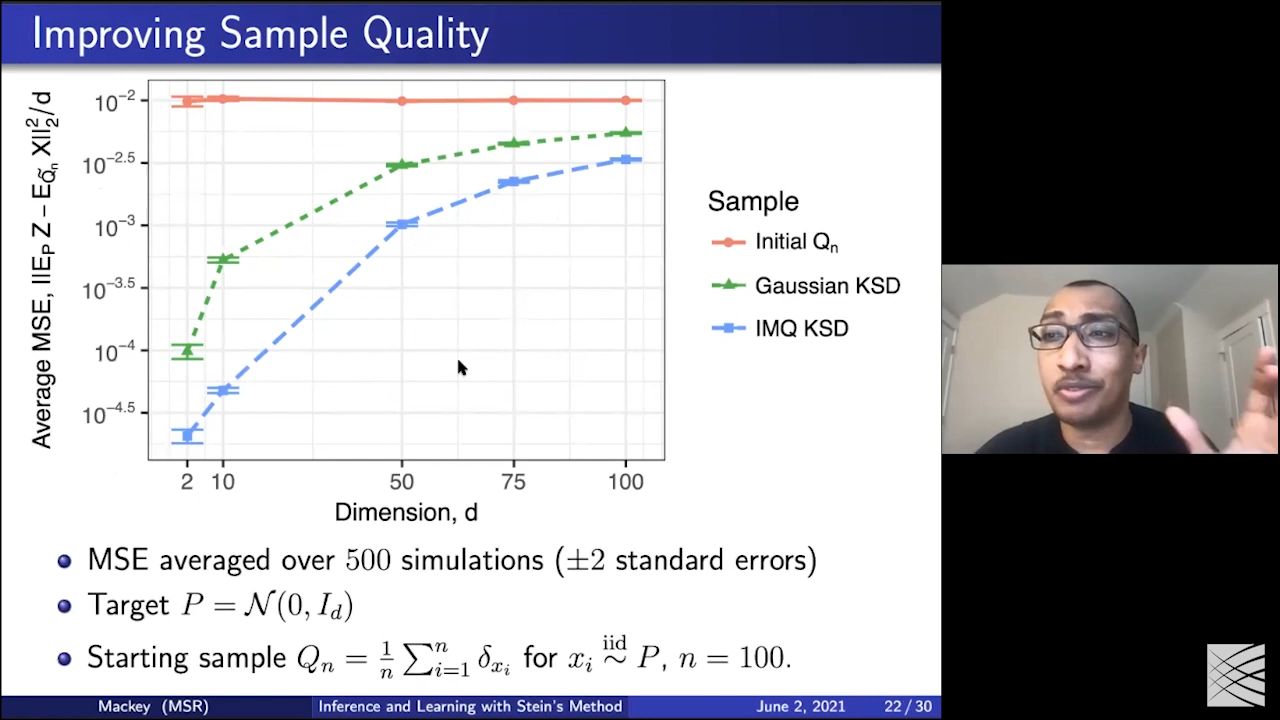 Improving Sample Quality
Average MSE, ||E_P Z − E_{Q̃_n} X||²₂/d
10^{-2}
10^{-2.5}
10^{-3}
10^{-3.5}
10^{-4}
10^{-4.5}
2 10 50 75 100
Dimension, d
Sample
Initial Q_n
Gaussian KSD
IMQ KSD
MSE averaged over 500 simulations (±2 standard errors)
Target P = 𝒩(0, I_d)
Starting sample Q_n = 1/n ∑_{i=1}^n δ_{x_i} for x_i iid ∼ P, n = 100.
Mackey (MSR) Inference and Learning with Stein's Method June 2, 2021 22 / 30